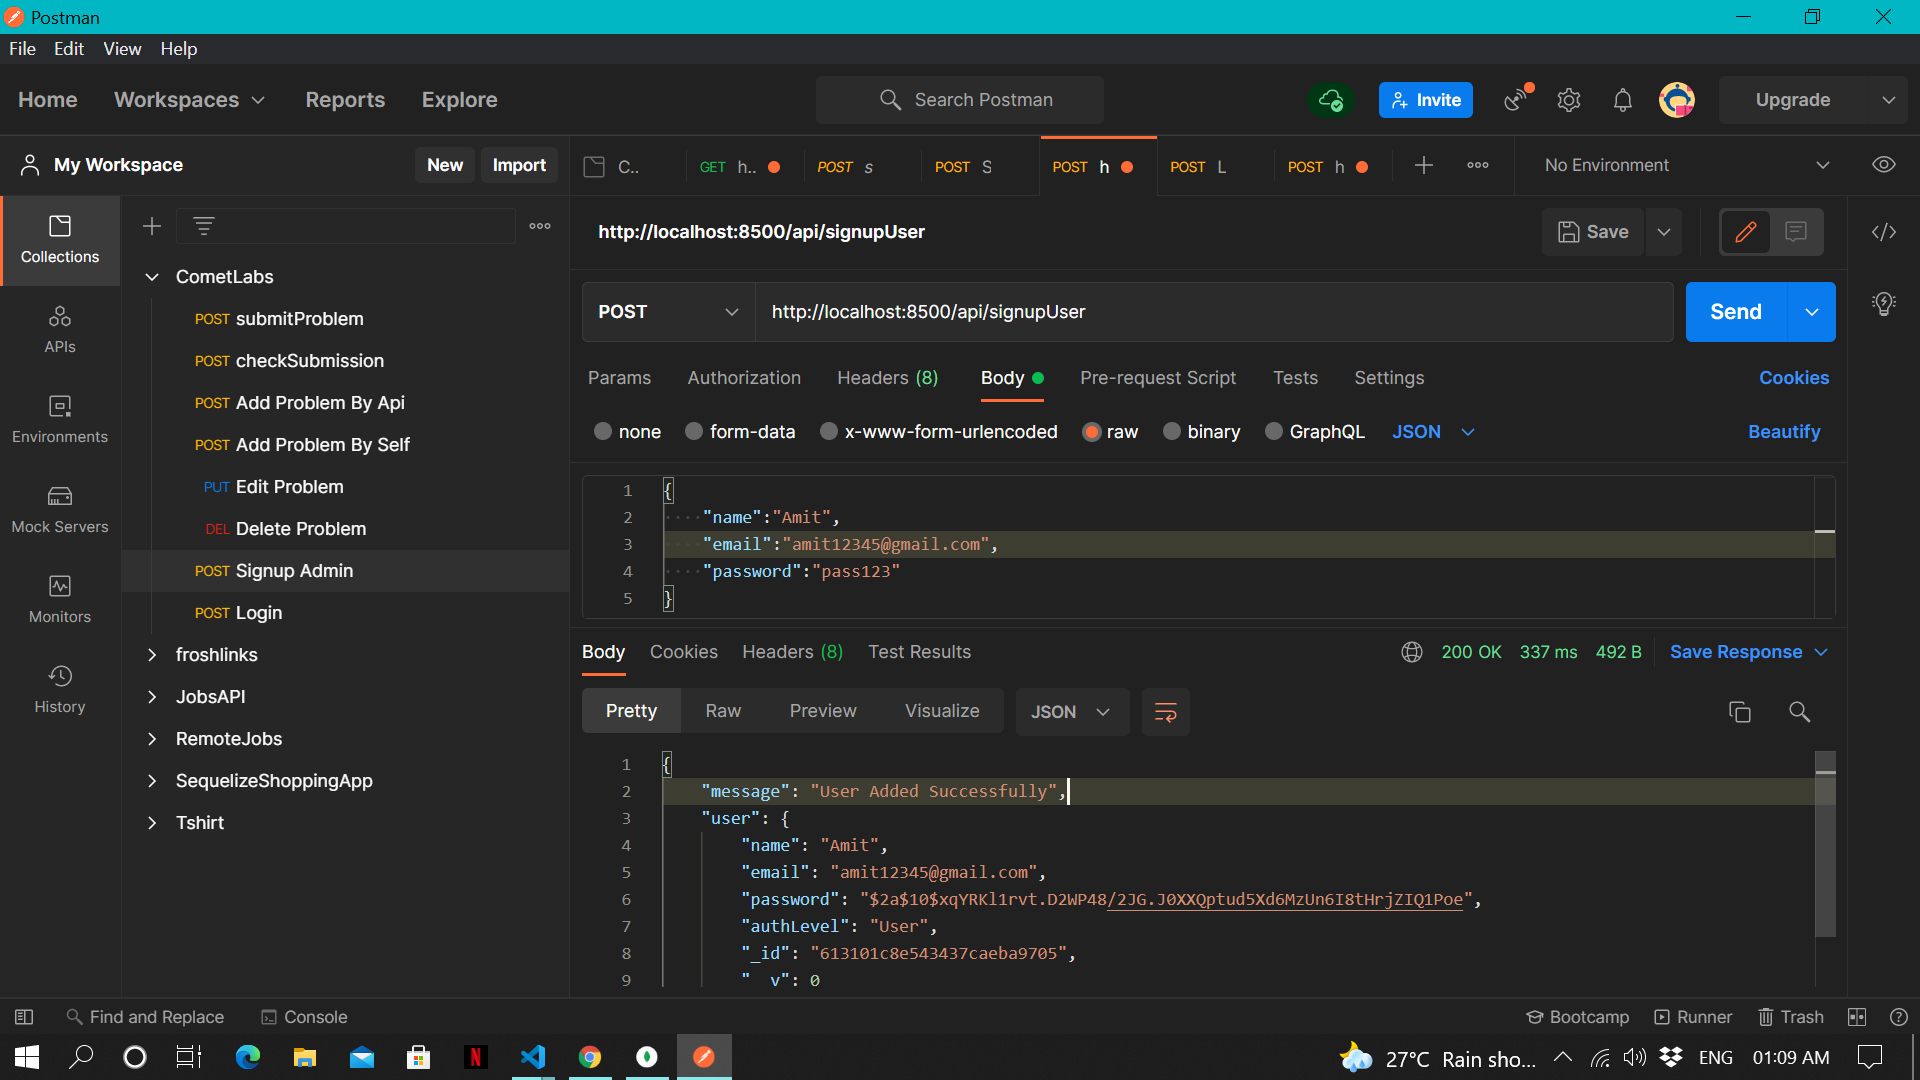 Postman
File Edit View Help
Home Workspaces Reports Explore Search Postman Invite Upgrade
My Workspace New Import C.. GET h.. POST s POST S POST h POST L POST h No Environment
Collections
APIs
Environments
Mock Servers
Monitors
History
CometLabs
POST submitProblem
POST checkSubmission
POST Add Problem By Api
POST Add Problem By Self
PUT Edit Problem
DEL Delete Problem
POST Signup Admin
POST Login
froshlinks
JobsAPI
RemoteJobs
SequelizeShoppingApp
Tshirt
http://localhost:8500/api/signupUser Save
POST http://localhost:8500/api/signupUser Send
Params Authorization Headers (8) Body Pre-request Script Tests Settings Cookies
none form-data x-www-form-urlencoded raw binary GraphQL JSON Beautify
1 {
2 "name":"Amit",
3 "email":"amit12345@gmail.com",
4 "password":"pass123"
5 }
Body Cookies Headers (8) Test Results 200 OK 337 ms 492 B Save Response
Pretty Raw Preview Visualize JSON
1 {
2 "message": "User Added Successfully",
3 "user": {
4 "name": "Amit",
5 "email": "amit12345@gmail.com",
6 "password": "$2a$10$xqYRKl1rvt.D2WP48/2JG.J0XXQptud5Xd6MzUn6I8tHrjZIQ1Poe",
7 "authLevel": "User",
8 "_id": "613101c8e543437caeba9705",
9 "__v": 0
Find and Replace Console Bootcamp Runner Trash
27°C Rain sho... ENG 01:09 AM